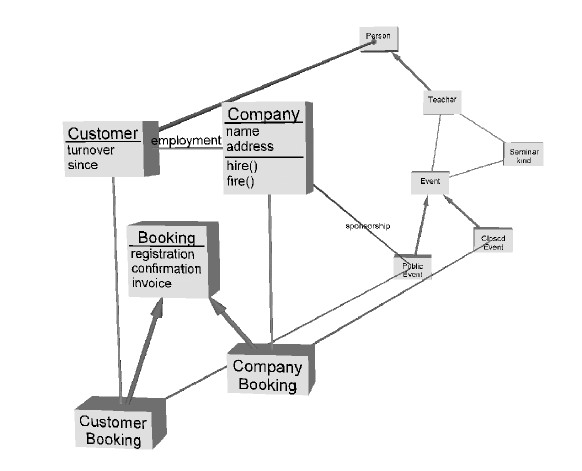 Person
Teacher
Company
name
address
hire()
fire()
Customer
turnover
since
employment
Seminar
kind
Event
Booking
registration
confirmation
invoice
sponsorship
Closed
Event
Public
Event
Company
Booking
Customer
Booking